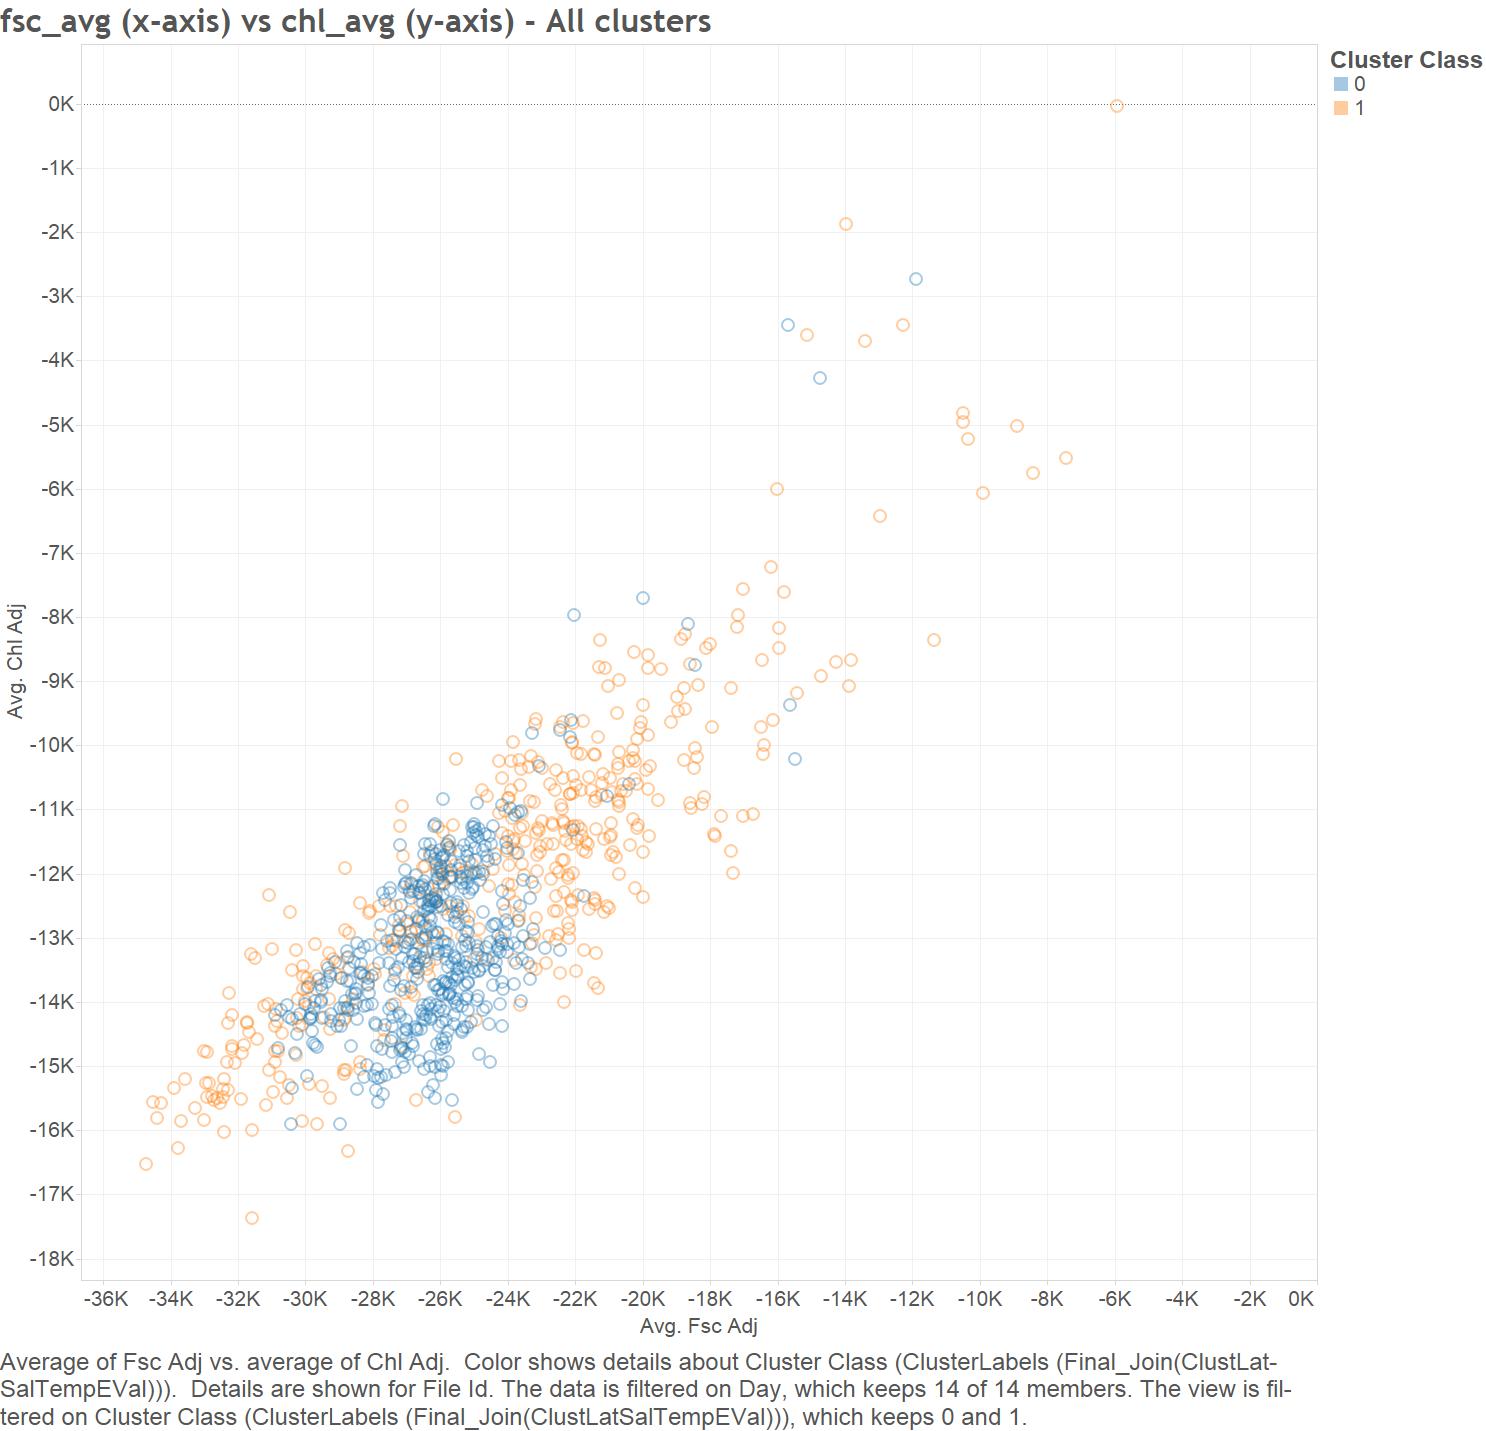 fsc_avg (x-axis) vs chl_avg (y-axis) - All clusters
Cluster Class
0
1
0K
-1K
-2K
-3K
-4K
-5K
-6K
-7K
-8K
-9K
-10K
-11K
-12K
-13K
-14K
-15K
-16K
-17K
-18K
Avg. Chl Adj
-36K -34K -32K -30K -28K -26K -24K -22K -20K -18K -16K -14K -12K -10K -8K -6K -4K -2K 0K
Avg. Fsc Adj
Average of Fsc Adj vs. average of Chl Adj.  Color shows details about Cluster Class (ClusterLabels (Final_Join(ClustLat-
SalTempEVal))).  Details are shown for File Id. The data is filtered on Day, which keeps 14 of 14 members. The view is fil-
tered on Cluster Class (ClusterLabels (Final_Join(ClustLatSalTempEVal))), which keeps 0 and 1.